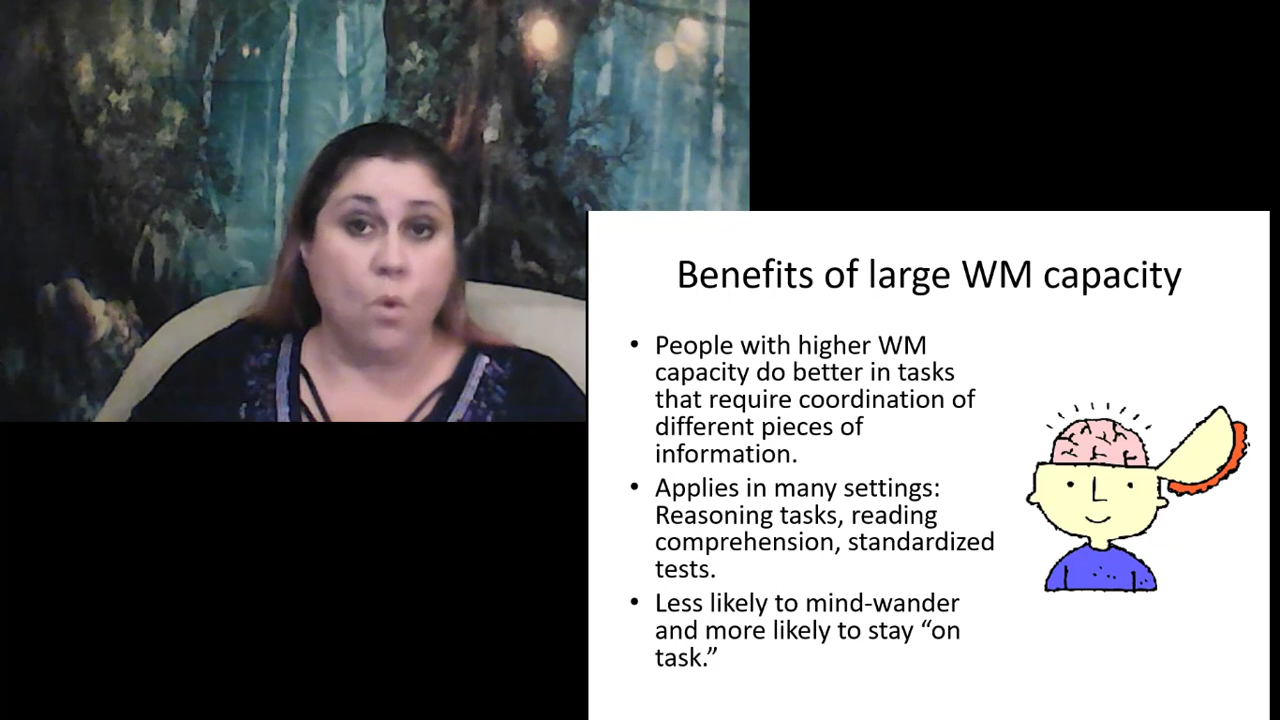 Benefits of large WM capacity
• People with higher WM
capacity do better in tasks
that require coordination of
different pieces of
information.
• Applies in many settings:
Reasoning tasks, reading
comprehension, standardized
tests.
• Less likely to mind-wander
and more likely to stay “on
task.”